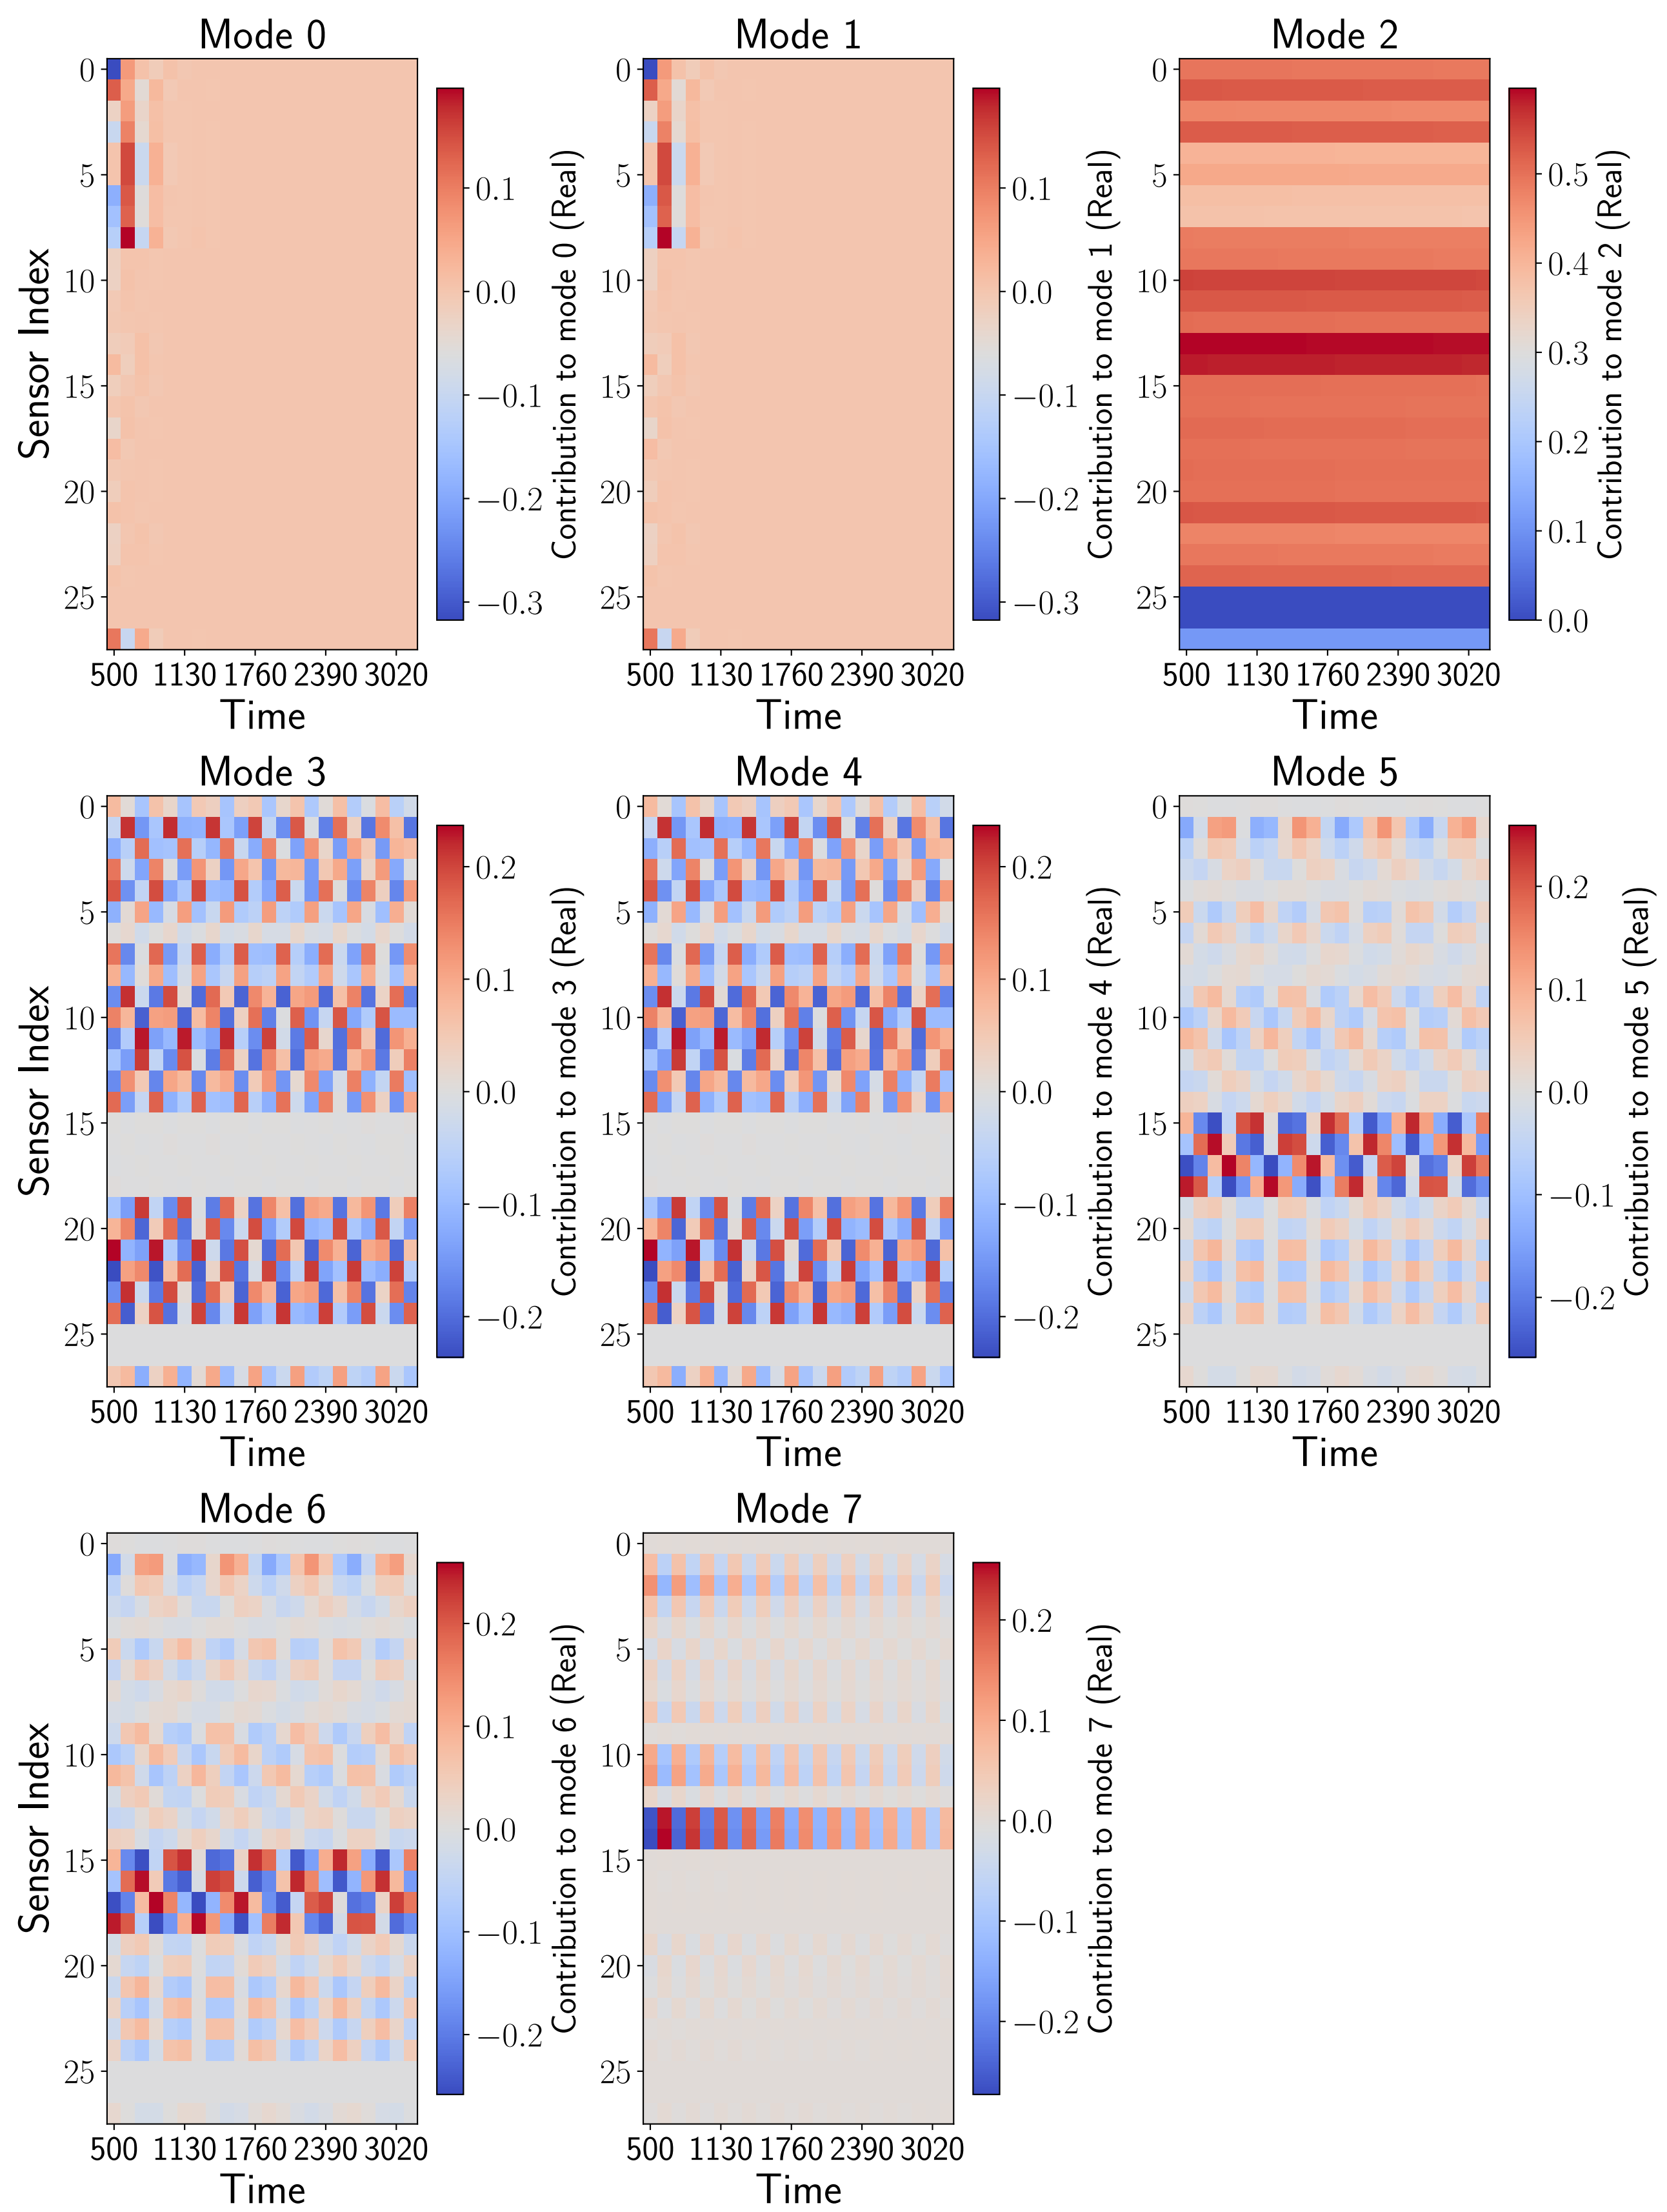 Mode 0
Mode 1
Mode 2
Sensor Index
0
5
10
15
20
25
500 1130 1760 2390 3020
Time
0.1
0.0
−0.1
−0.2
−0.3
Contribution to mode 0 (Real)
0
5
10
15
20
25
500 1130 1760 2390 3020
Time
0.1
0.0
−0.1
−0.2
−0.3
Contribution to mode 1 (Real)
0
5
10
15
20
25
500 1130 1760 2390 3020
Time
0.5
0.4
0.3
0.2
0.1
0.0
Contribution to mode 2 (Real)
Mode 3
Mode 4
Mode 5
Sensor Index
0
5
10
15
20
25
500 1130 1760 2390 3020
Time
0.2
0.1
0.0
−0.1
−0.2
Contribution to mode 3 (Real)
0
5
10
15
20
25
500 1130 1760 2390 3020
Time
0.2
0.1
0.0
−0.1
−0.2
Contribution to mode 4 (Real)
0
5
10
15
20
25
500 1130 1760 2390 3020
Time
0.2
0.1
0.0
−0.1
−0.2
Contribution to mode 5 (Real)
Mode 6
Mode 7
Sensor Index
0
5
10
15
20
25
500 1130 1760 2390 3020
Time
0.2
0.1
0.0
−0.1
−0.2
Contribution to mode 6 (Real)
0
5
10
15
20
25
500 1130 1760 2390 3020
Time
0.2
0.1
0.0
−0.1
−0.2
Contribution to mode 7 (Real)